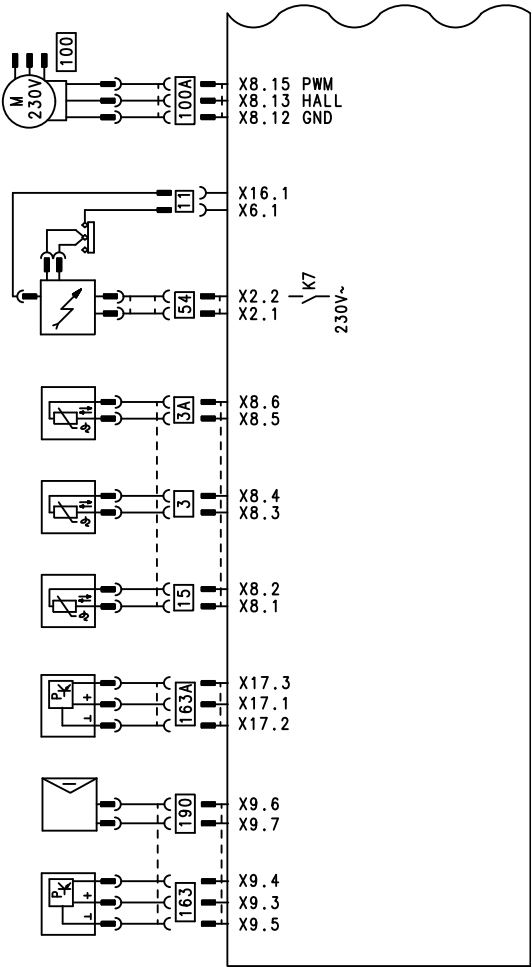 100
M
230V
100A
X8.15 PWM
X8.13 HALL
X8.12 GND
11
X16.1
X6.1
54
X2.2
X2.1
K7
230V~
3A
X8.6
X8.5
3
X8.4
X8.3
15
X8.2
X8.1
P
K
+
⊥
163A
X17.3
X17.1
X17.2
190
X9.6
X9.7
P
K
+
⊥
163
X9.4
X9.3
X9.5